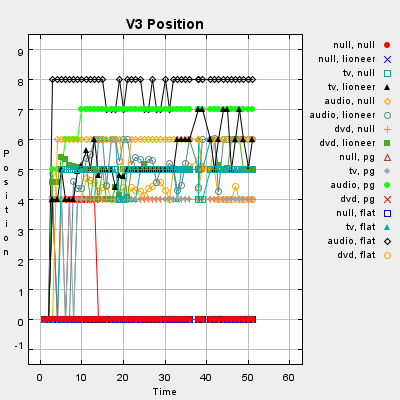 V3 Position
9
8
7
6
5
4
3
2
1
0
-1
Position
0 10 20 30 40 50 60
Time
null, null
null, lioneer
tv, null
tv, lioneer
audio, null
audio, lioneer
dvd, null
dvd, lioneer
null, pg
tv, pg
audio, pg
dvd, pg
null, flat
tv, flat
audio, flat
dvd, flat